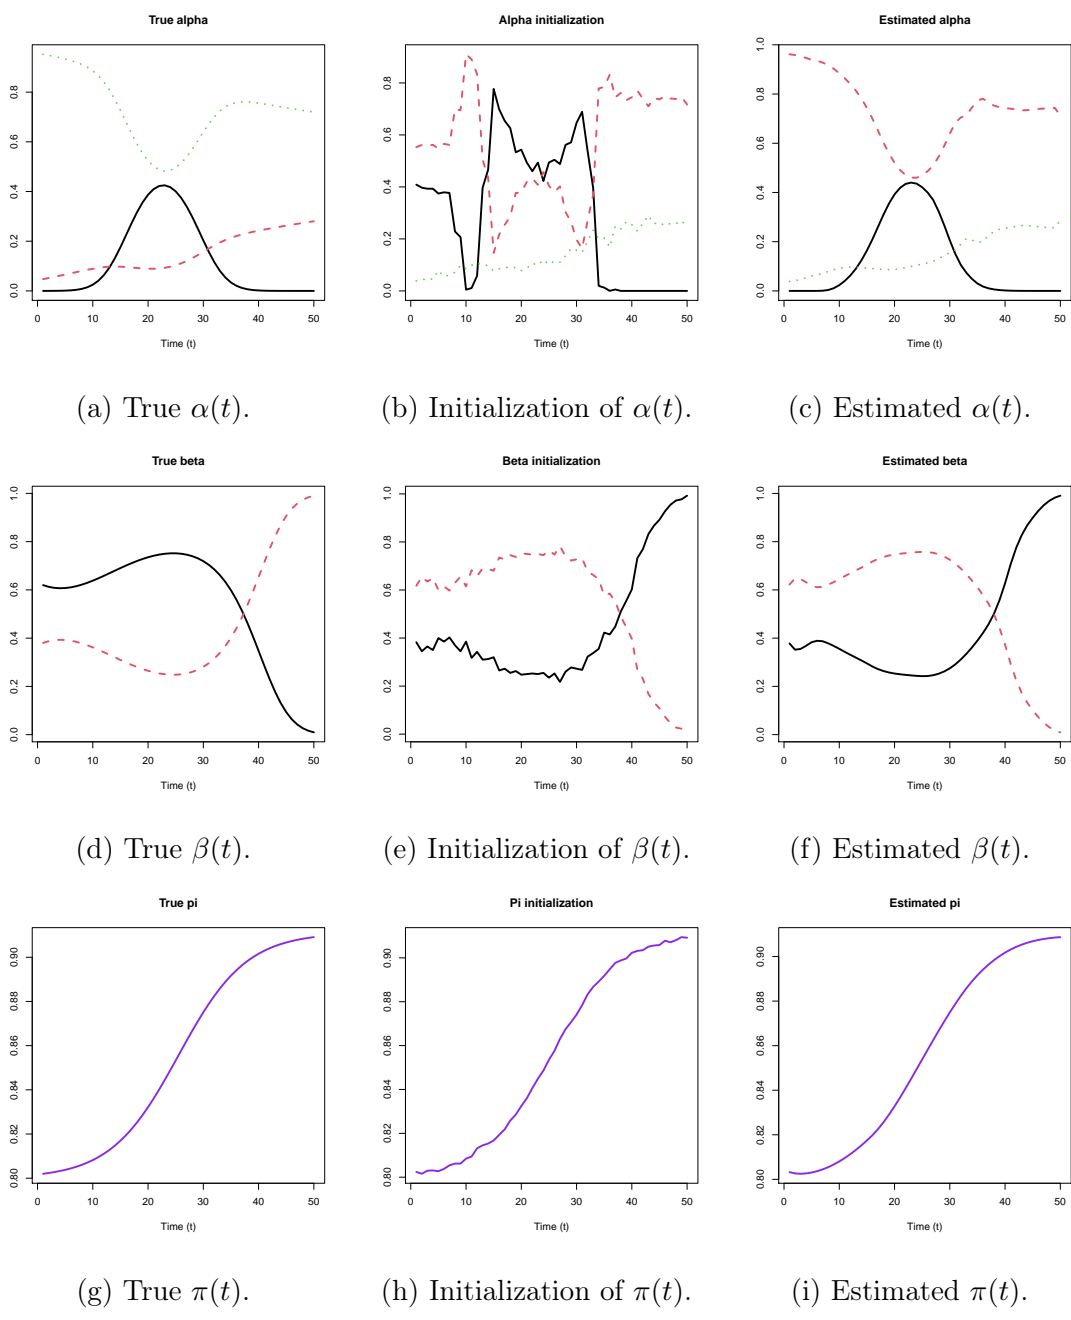 True alpha
Alpha initialization
Estimated alpha
0.0 0.2 0.4 0.6 0.8
0 10 20 30 40 50
Time (t)
0.0 0.2 0.4 0.6 0.8
0 10 20 30 40 50
Time (t)
0.0 0.2 0.4 0.6 0.8 1.0
0 10 20 30 40 50
Time (t)
(a) True α(t).
(b) Initialization of α(t).
(c) Estimated α(t).
True beta
Beta initialization
Estimated beta
0.0 0.2 0.4 0.6 0.8 1.0
0 10 20 30 40 50
Time (t)
0.0 0.2 0.4 0.6 0.8 1.0
0 10 20 30 40 50
Time (t)
0.0 0.2 0.4 0.6 0.8 1.0
0 10 20 30 40 50
Time (t)
(d) True β(t).
(e) Initialization of β(t).
(f) Estimated β(t).
True pi
Pi initialization
Estimated pi
0.80 0.82 0.84 0.86 0.88 0.90
0 10 20 30 40 50
Time (t)
0.80 0.82 0.84 0.86 0.88 0.90
0 10 20 30 40 50
Time (t)
0.80 0.82 0.84 0.86 0.88 0.90
0 10 20 30 40 50
Time (t)
(g) True π(t).
(h) Initialization of π(t).
(i) Estimated π(t).